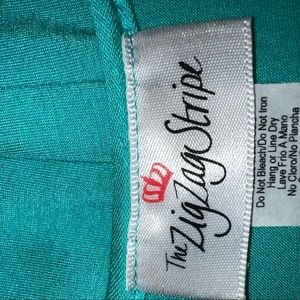 The ZigZag Stripe
Do Not Bleach/Do Not Iron
Hang or Line Dry
Lave Frio A Mano
No Cloro/No Plancha